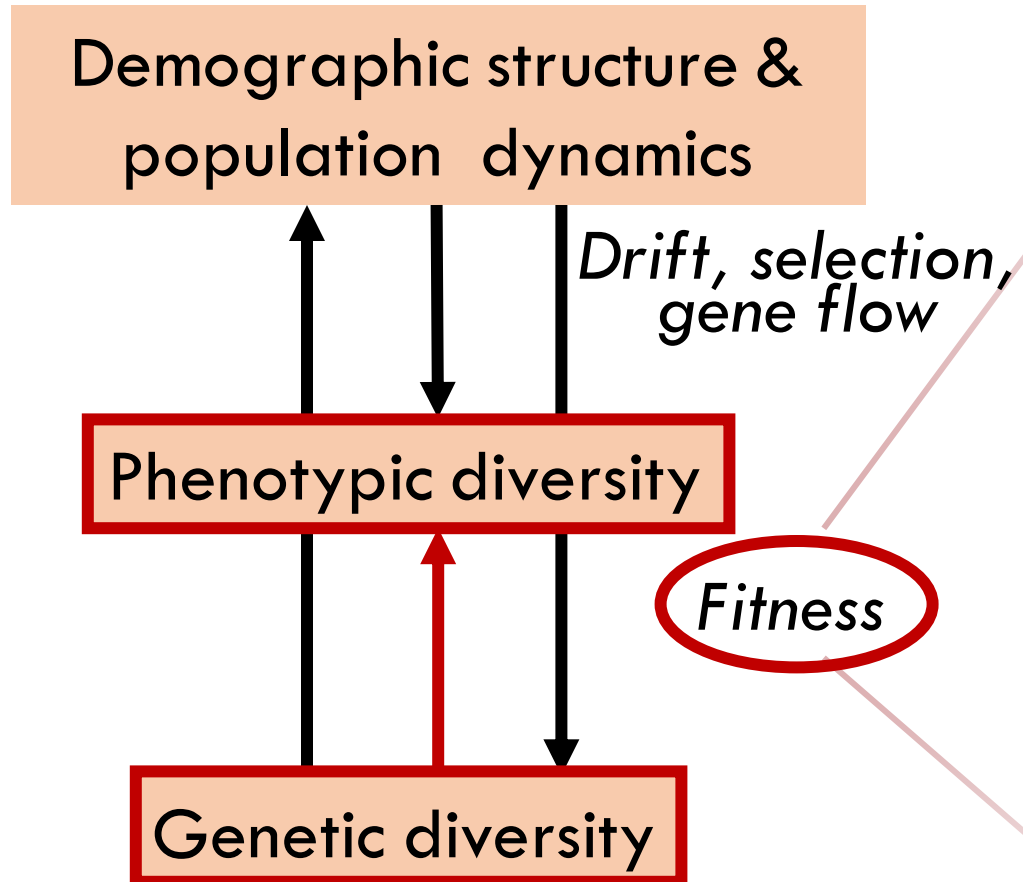 Demographic structure &
population dynamics
Drift, selection,
gene flow
Phenotypic diversity
Fitness
Genetic diversity